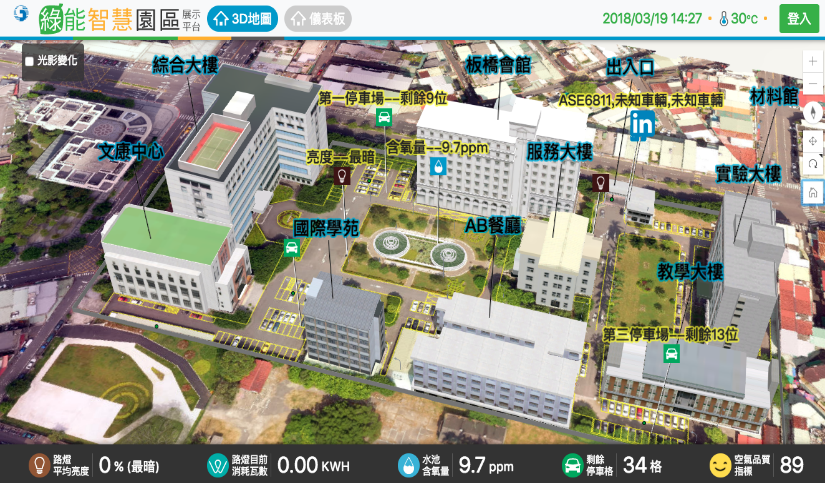 綠能智慧園區 展示平台
3D地圖
儀表板
2018/03/19 14:27 • 30°c •
登入
光影變化
綜合大樓
板橋會館
出入口
第一停車場--剩餘9位
ASE6811,未知車輛,未知車輛
材料館
文康中心
亮度--最暗
含氧量--9.7ppm
服務大樓
實驗大樓
國際學苑
AB餐廳
教學大樓
第三停車場--剩餘13位
in
路燈平均亮度 0 % (最暗)
路燈目前消耗瓦數 0.00 KWH
水池含氧量 9.7 ppm
剩餘停車格 34 格
空氣品質指標 89